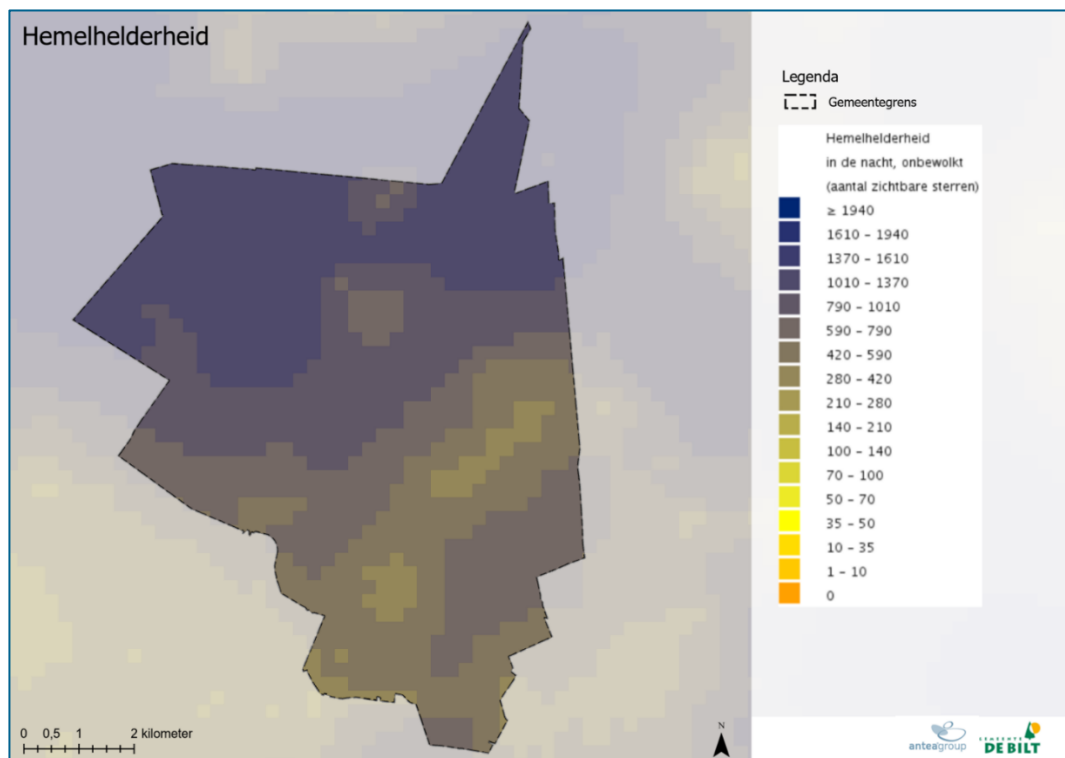 Hemelhelderheid
Legenda
Gemeentegrens
Hemelhelderheid
in de nacht, onbewolkt
(aantal zichtbare sterren)
≥ 1940
1610 – 1940
1370 – 1610
1010 – 1370
790 – 1010
590 – 790
420 – 590
280 – 420
210 – 280
140 – 210
100 – 140
70 – 100
50 – 70
35 – 50
10 – 35
1 – 10
0
0 0,5 1 2 kilometer
N
anteagroup
GEMEENTE
DE BILT